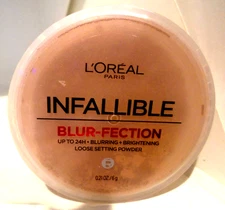 L'ORÉAL
PARIS
INFALLIBLE
BLUR-FECTION
UP TO 24H • BLURRING • BRIGHTENING
LOOSE SETTING POWDER